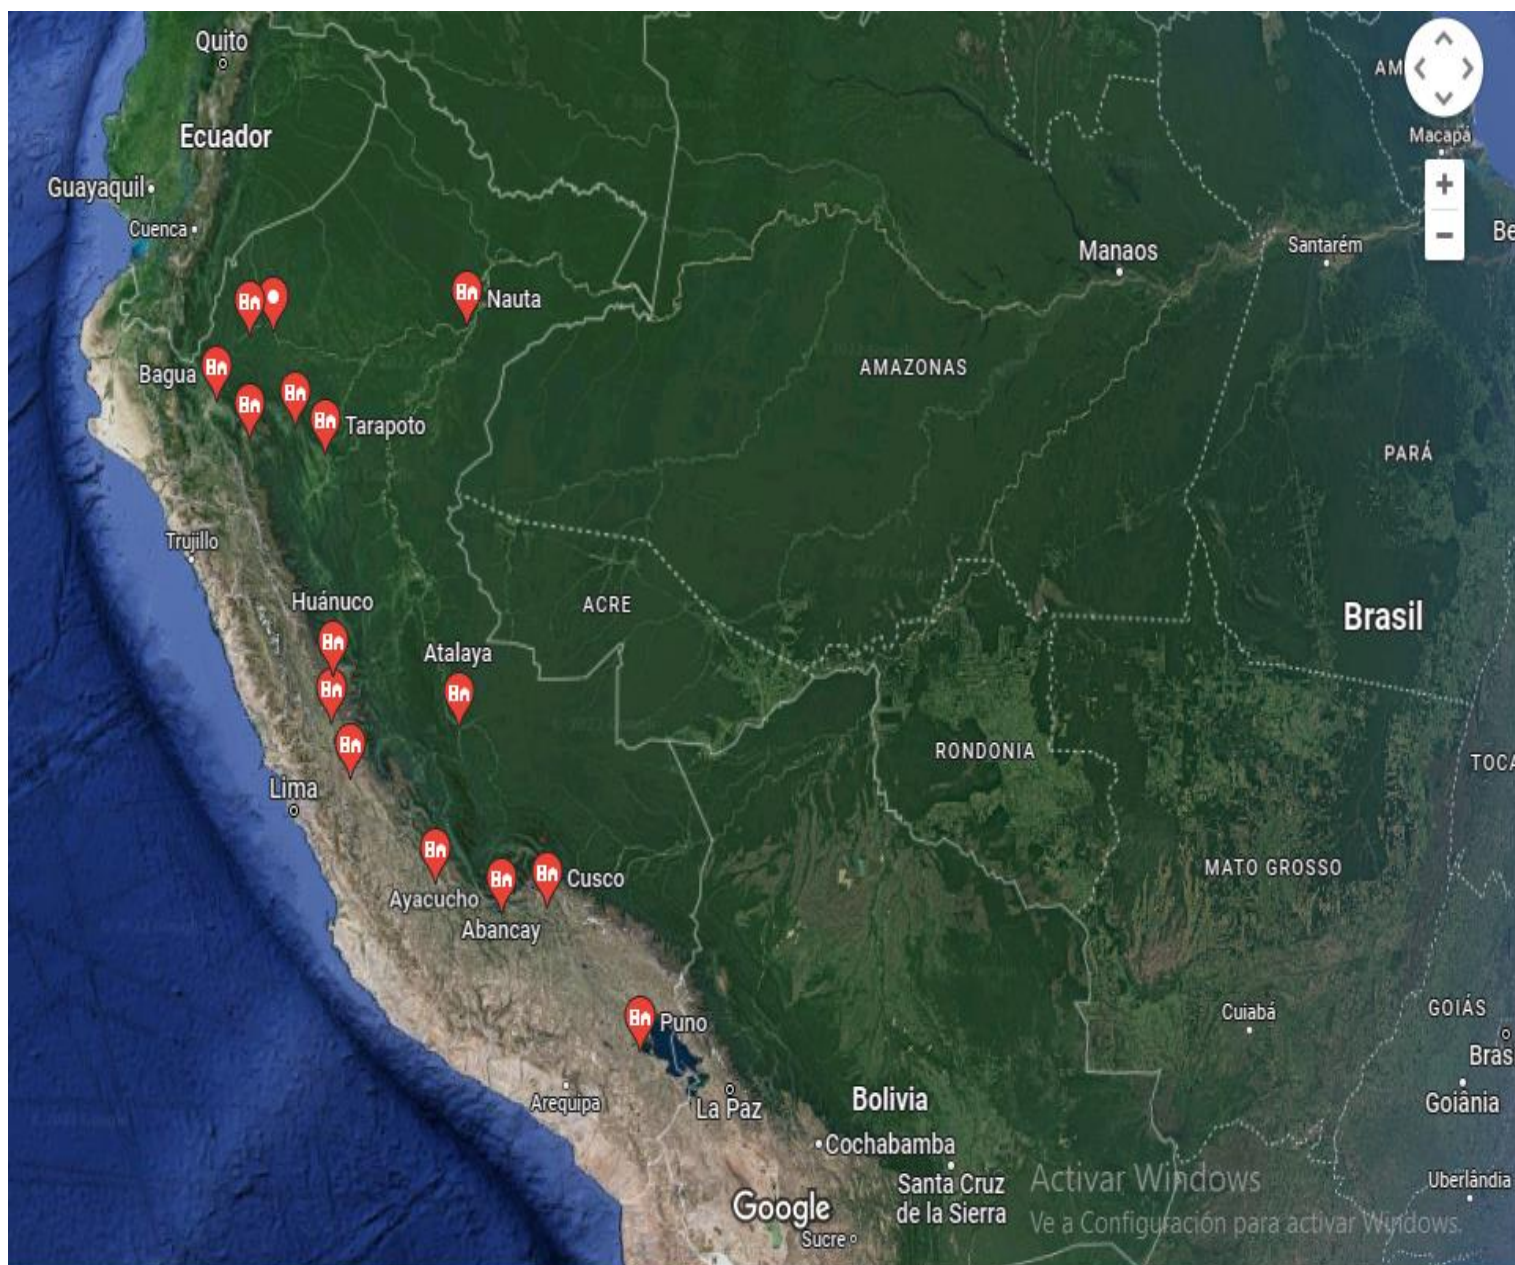 Quito
Ecuador
AM
Macapá
Guayaquil
Cuenca
Manaos
Santarém
Be
Nauta
AMAZONAS
Bagua
Tarapoto
PARÁ
Trujillo
Huánuco
ACRE
Brasil
Atalaya
RONDONIA
TOCA
Lima
MATO GROSSO
Cusco
Ayacucho
Abancay
Puno
Cuiabá
GOIÁS
Bras
Arequipa
La Paz
Bolivia
Goiânia
Cochabamba
Santa Cruz
de la Sierra
Activar Windows
Ve a Configuración para activar Windows.
Uberlândia
Google
Sucre